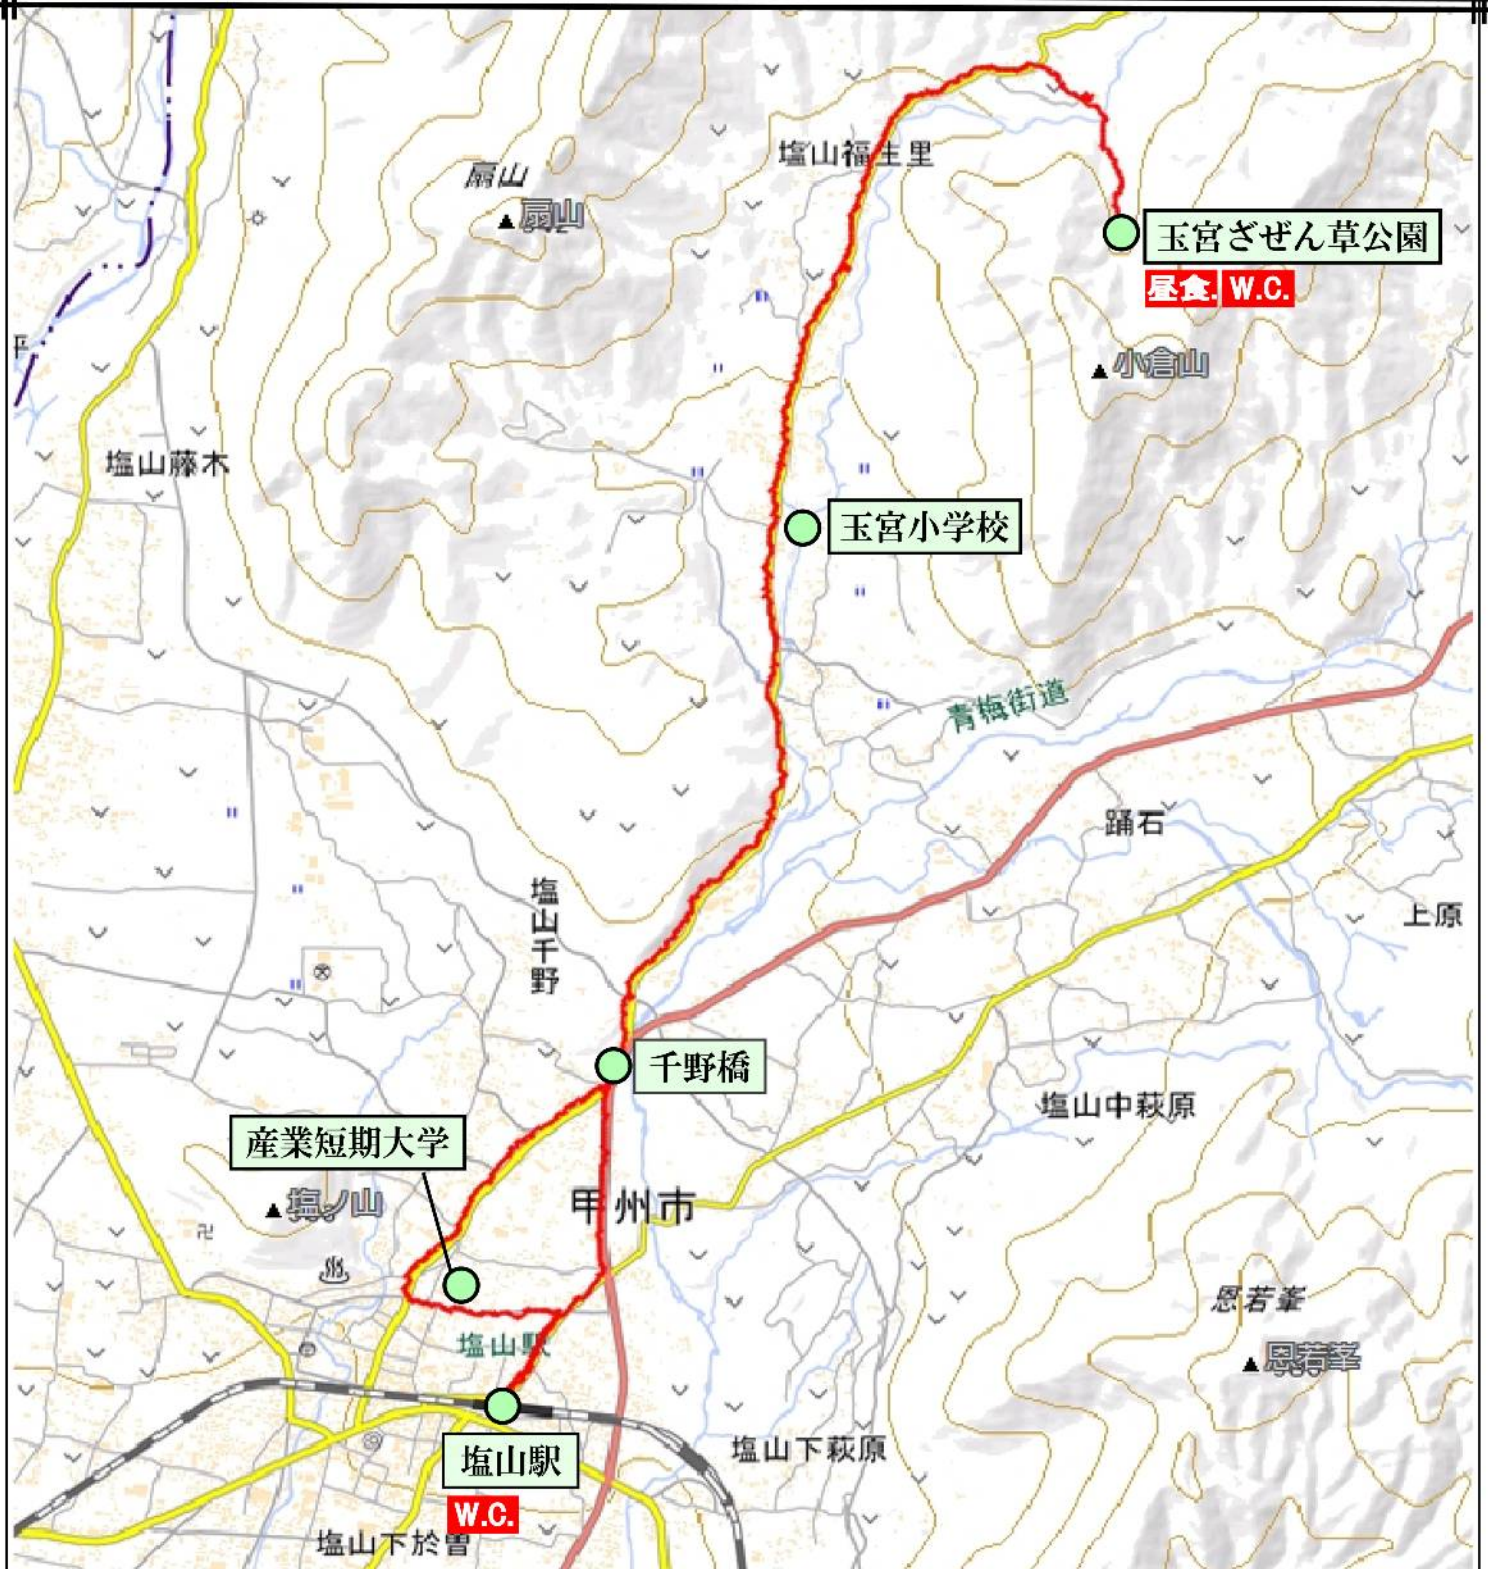 扇山
扇山
塩山福生里
玉宮ざぜん草公園
昼食. W.C.
小倉山
平
塩山藤木
玉宮小学校
青梅街道
踊石
塩山千野
上原
千野橋
塩山中萩原
産業短期大学
塩ノ山
甲州市
恩若峯
恩若峯
塩山駅
塩山駅
W.C.
塩山下萩原
塩山下於曽